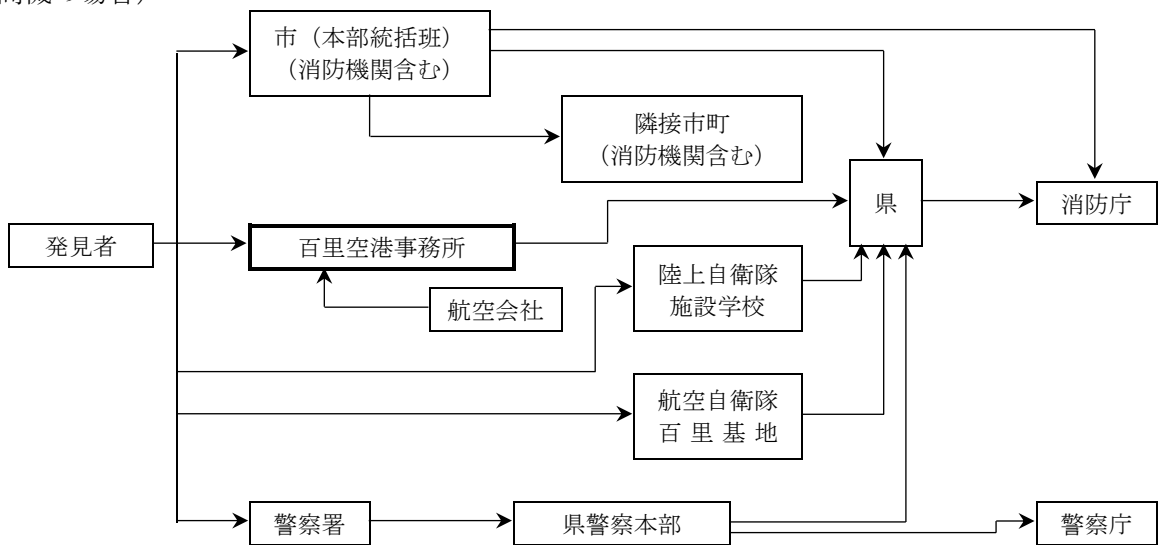 市（本部統括班）
（消防機関含む）
隣接市町
（消防機関含む）
県
消防庁
発見者
百里空港事務所
陸上自衛隊
施設学校
航空会社
航空自衛隊
百里基地
警察署
県警察本部
警察庁